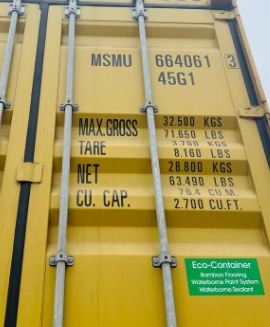 MSMU 664061 3
45G1
MAX.GROSS 32.500 KGS
71.650 LBS
TARE 3.700 KGS
8.160 LBS
NET 28.800 KGS
63.490 LBS
CU. CAP. 76.4 CU.M.
2.700 CU.FT.
Eco-Container
Bamboo Flooring
Waterborne Paint System
Waterborne Sealant